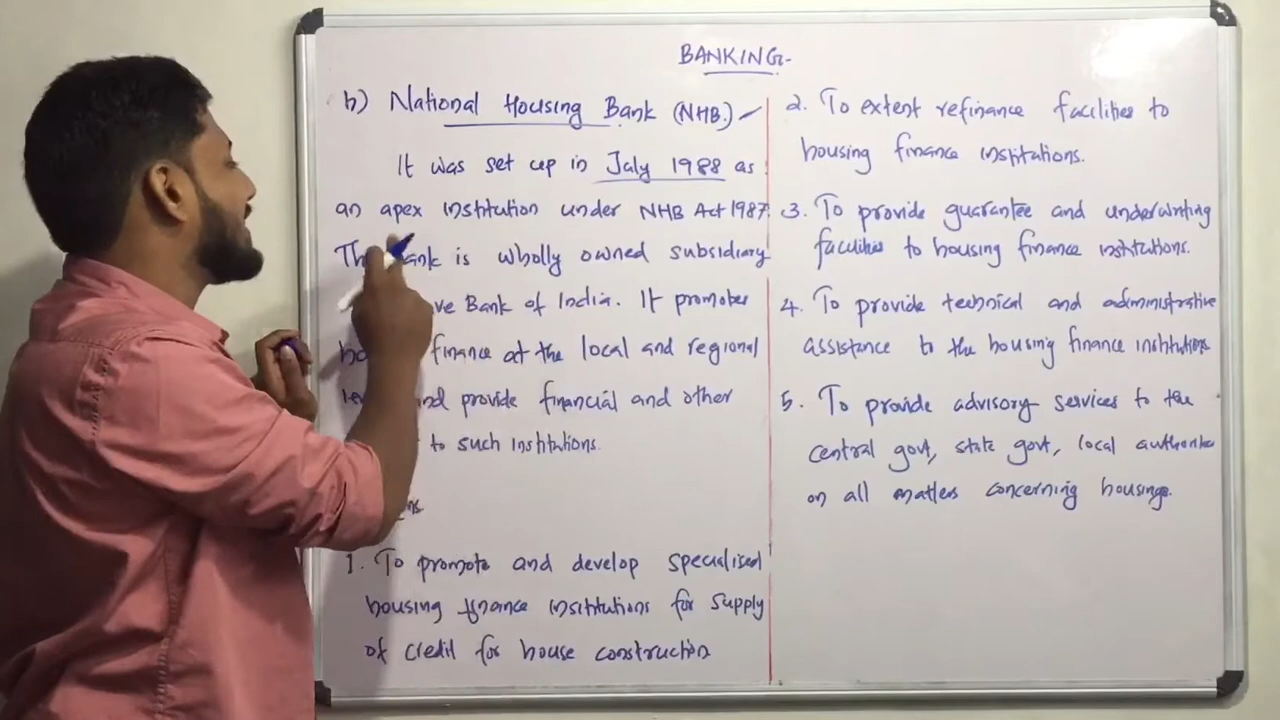 BANKING:-
h) National Housing Bank (NHB.) -
It was set up in July 1988 as
an apex institution under NHB Act 1987.
The Bank is wholly owned subsidiary
ve Bank of India. It promotes
finance at the local and regional
and provide financial and other
to such institutions.
ns
1. To promote and develop specialised
housing finance institutions for supply
of credit for house construction
2. To extent refinance facilities to
housing finance institutions.
3. To provide guarantee and underwriting
facilities to housing finance institutions.
4. To provide technical and administrative
assistance to the housing finance institutions
5. To provide advisory services to the
central govt, state govt, local authorities
on all matters concerning housing.